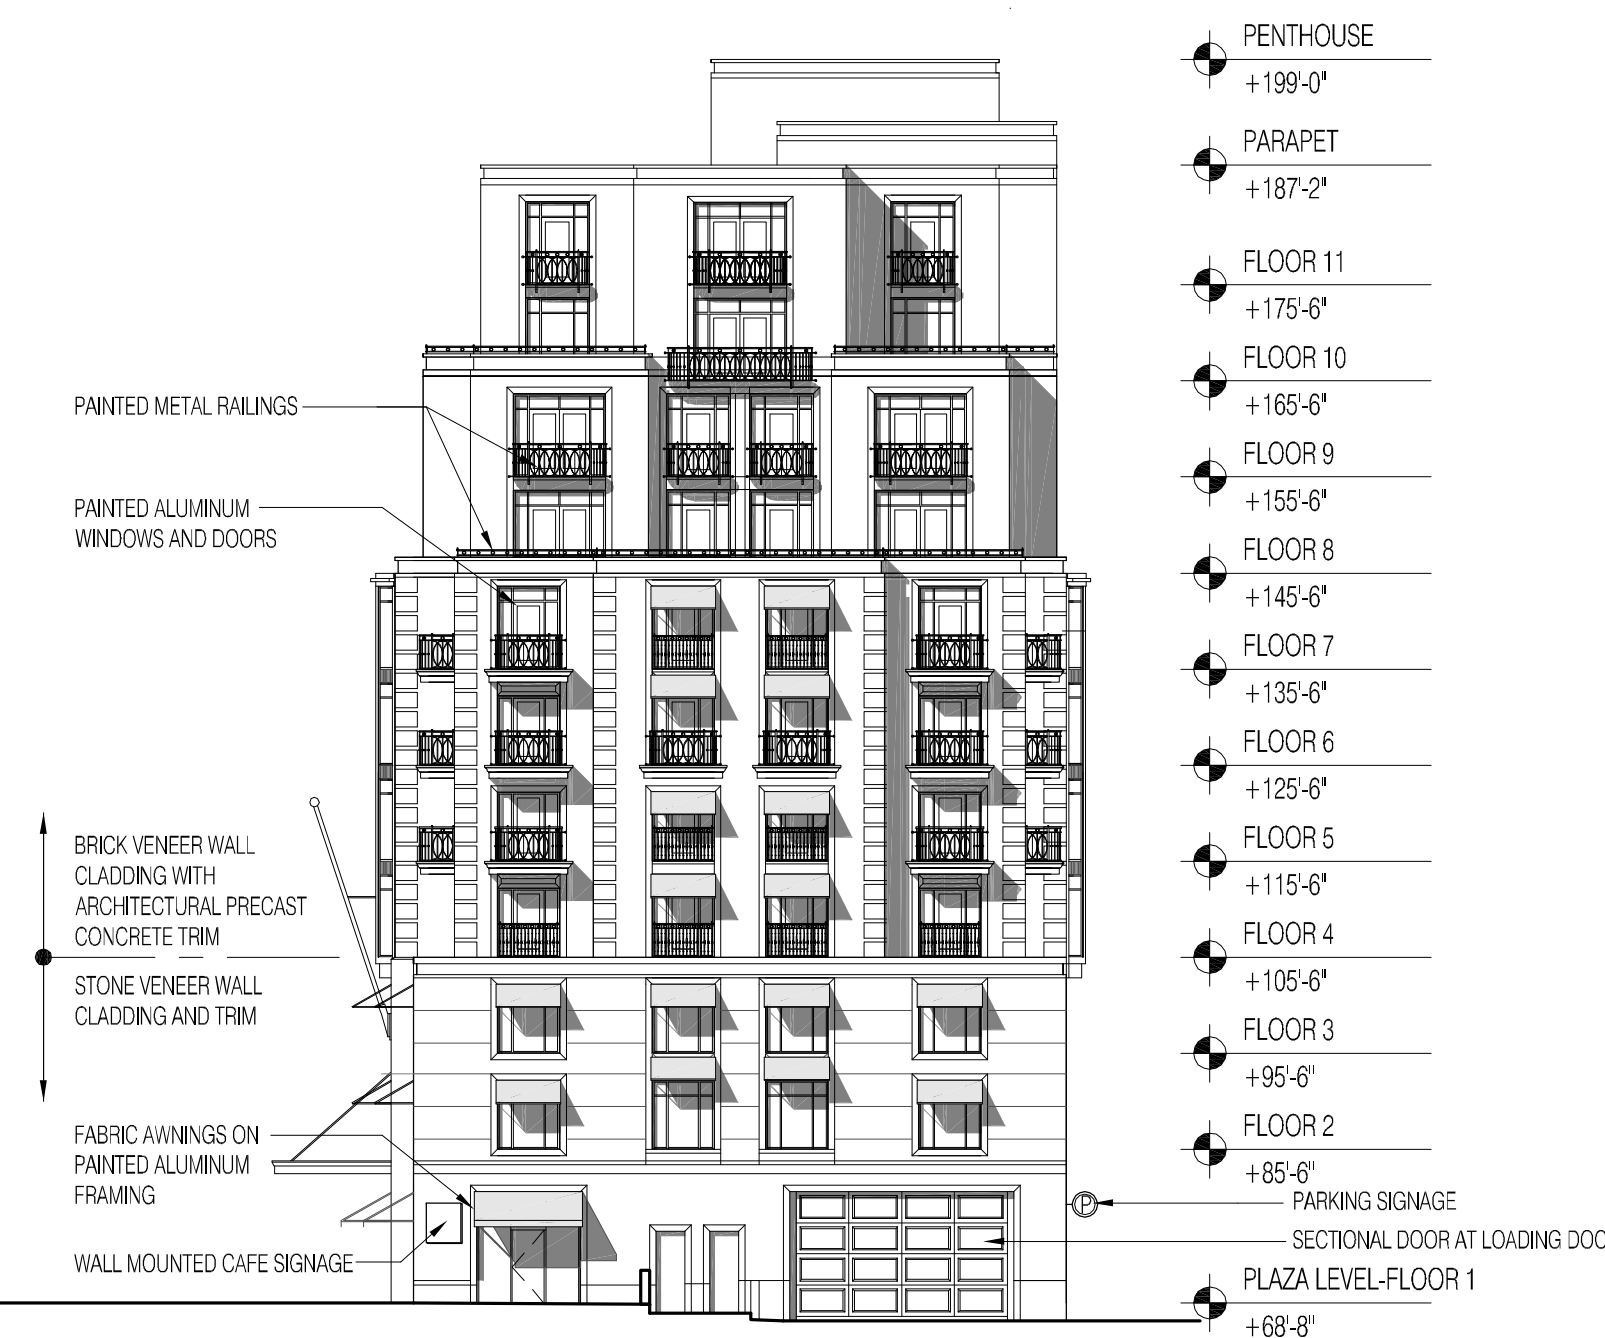 PENTHOUSE
+199'-0"
PARAPET
+187'-2"
FLOOR 11
+175'-6"
FLOOR 10
+165'-6"
FLOOR 9
+155'-6"
FLOOR 8
+145'-6"
FLOOR 7
+135'-6"
FLOOR 6
+125'-6"
FLOOR 5
+115'-6"
FLOOR 4
+105'-6"
FLOOR 3
+95'-6"
FLOOR 2
+85'-6"
PARKING SIGNAGE
SECTIONAL DOOR AT LOADING DOC
PLAZA LEVEL-FLOOR 1
+68'-8"
PAINTED METAL RAILINGS
PAINTED ALUMINUM
WINDOWS AND DOORS
BRICK VENEER WALL
CLADDING WITH
ARCHITECTURAL PRECAST
CONCRETE TRIM
STONE VENEER WALL
CLADDING AND TRIM
FABRIC AWNINGS ON
PAINTED ALUMINUM
FRAMING
WALL MOUNTED CAFE SIGNAGE
P